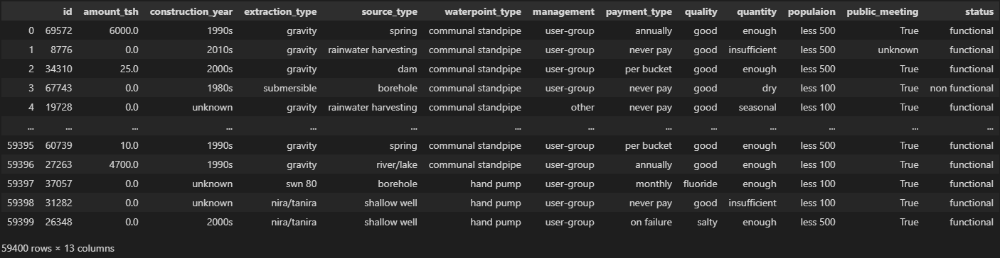 id amount_tsh construction_year extraction_type source_type waterpoint_type management payment_type quality quantity populaion public_meeting status
0 69572 6000.0 1990s gravity spring communal standpipe user-group annually good enough less 500 True functional
1 8776 0.0 2010s gravity rainwater harvesting communal standpipe user-group never pay good insufficient less 500 unknown functional
2 34310 25.0 2000s gravity dam communal standpipe user-group per bucket good enough less 500 True functional
3 67743 0.0 1980s submersible borehole communal standpipe user-group never pay good dry less 100 True non functional
4 19728 0.0 unknown gravity rainwater harvesting communal standpipe other never pay good seasonal less 100 True functional
... ... ... ... ... ... ... ... ... ... ... ... ... ...
59395 60739 10.0 1990s gravity spring communal standpipe user-group per bucket good enough less 500 True functional
59396 27263 4700.0 1990s gravity river/lake communal standpipe user-group annually good enough less 100 True functional
59397 37057 0.0 unknown swn 80 borehole hand pump user-group monthly fluoride enough less 100 True functional
59398 31282 0.0 unknown nira/tanira shallow well hand pump user-group never pay good insufficient less 100 True functional
59399 26348 0.0 2000s nira/tanira shallow well hand pump user-group on failure salty enough less 500 True functional
59400 rows × 13 columns